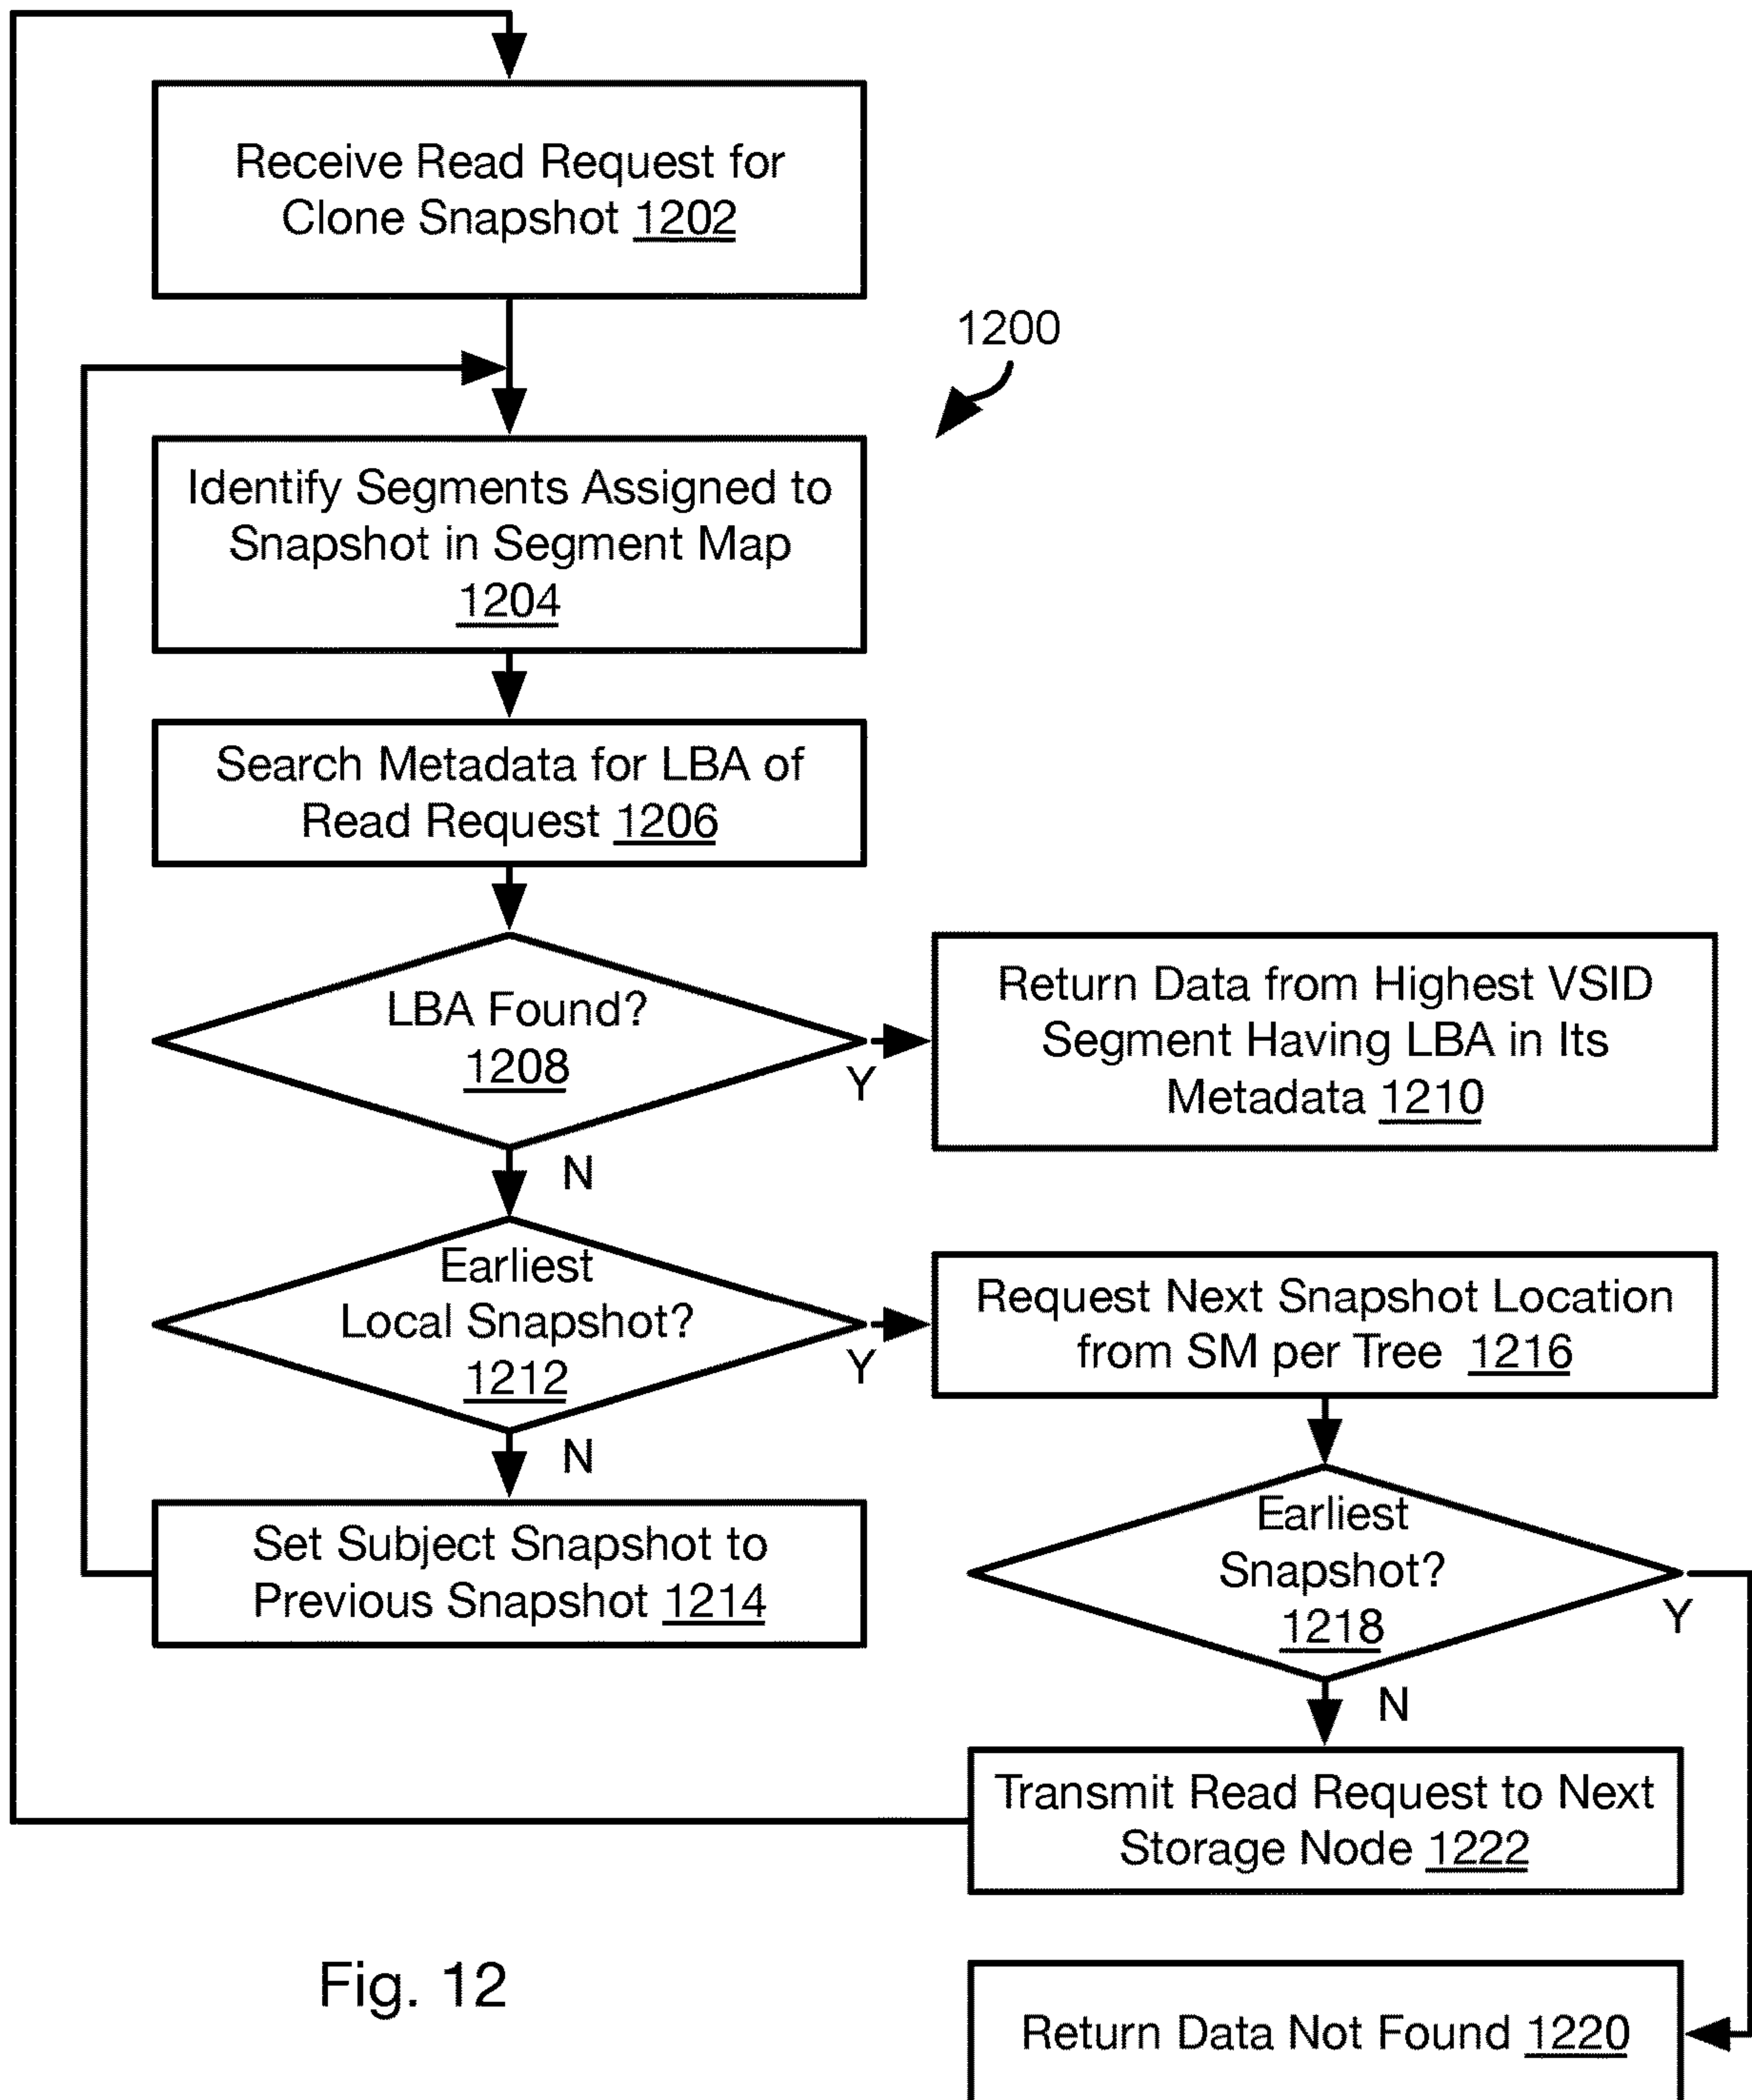 Receive Read Request for
Clone Snapshot 1202
1200
Identify Segments Assigned to
Snapshot in Segment Map
1204
Search Metadata for LBA of
Read Request 1206
LBA Found?
1208
Y
N
Return Data from Highest VSID
Segment Having LBA in Its
Metadata 1210
Earliest
Local Snapshot?
1212
Y
N
Request Next Snapshot Location
from SM per Tree 1216
Set Subject Snapshot to
Previous Snapshot 1214
Earliest
Snapshot?
1218
Y
N
Transmit Read Request to Next
Storage Node 1222
Return Data Not Found 1220
Fig. 12